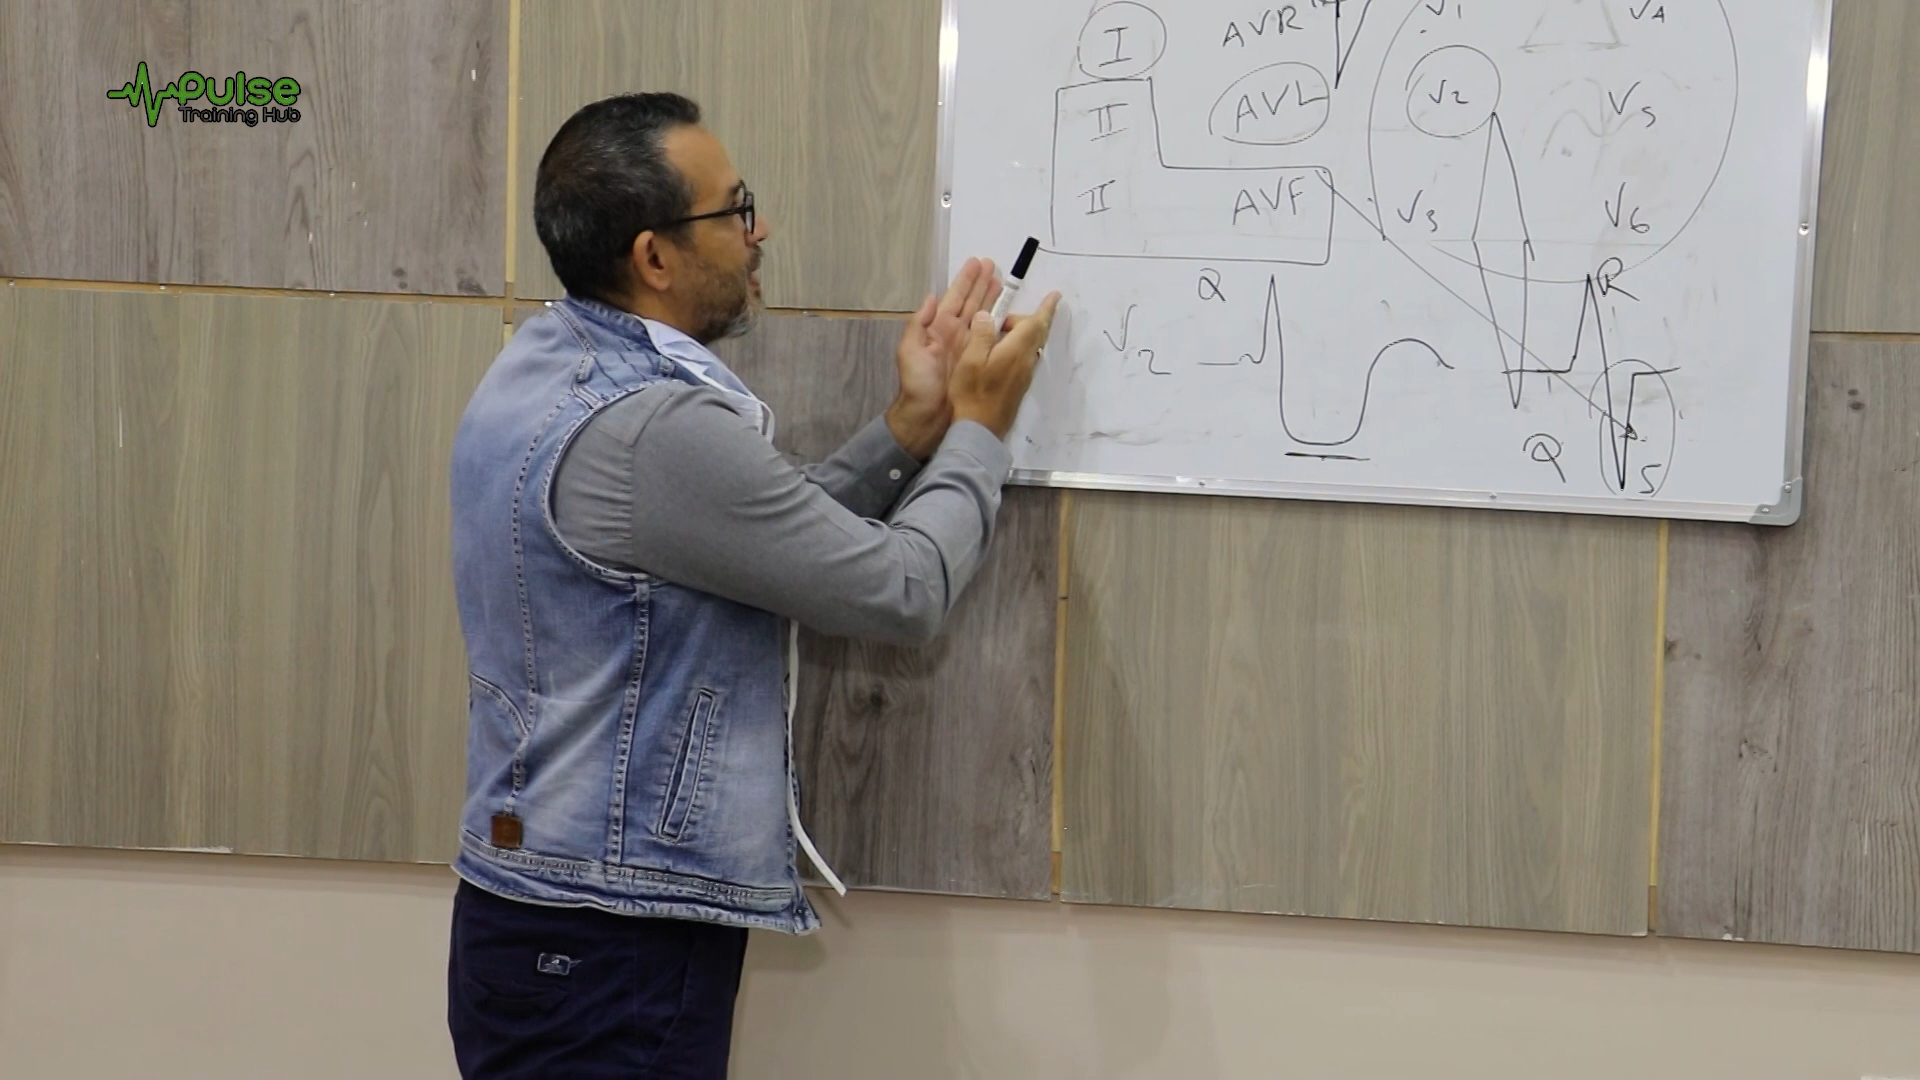 Pulse
Training Hub
I AVR V1 V4
II AVL V2 V5
II AVF V3 V6
Q R
V2
Q S